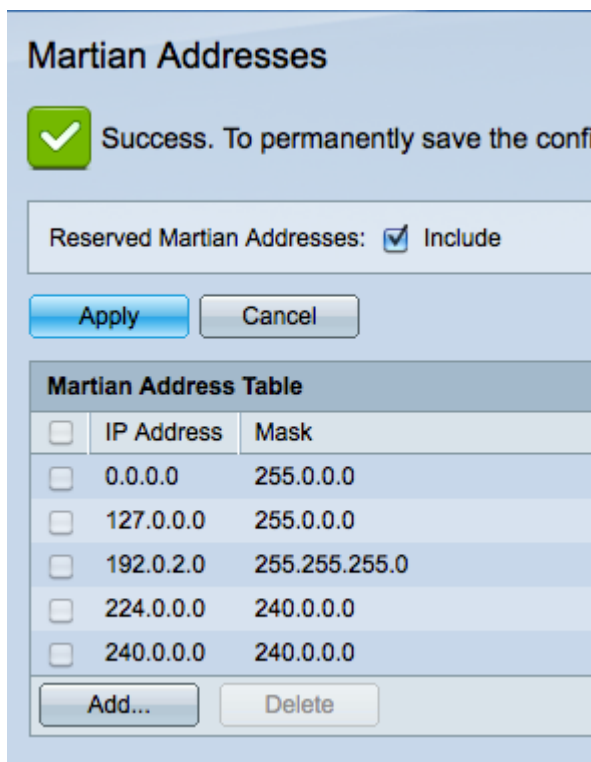 Martian Addresses
Success. To permanently save the
Reserved Martian Addresses: Include
Apply Cancel
Martian Address Table
IP Address Mask
0.0.0.0 255.0.0.0
127.0.0.0 255.0.0.0
192.0.2.0 255.255.255.0
224.0.0.0 240.0.0.0
240.0.0.0 240.0.0.0
Add... Delete